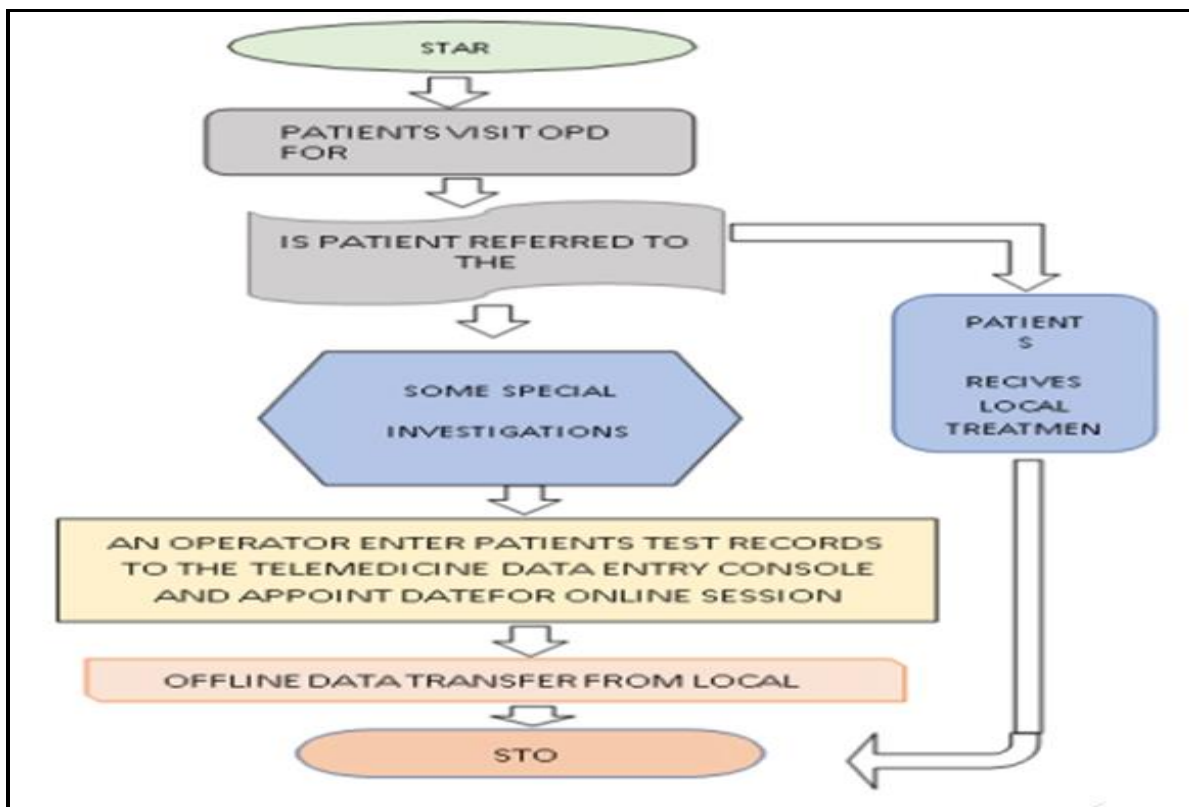 STAR
PATIENTS VISIT OPD
FOR
IS PATIENT REFERRED TO
THE
PATIENT
S
RECIVES
LOCAL
TREATMEN
SOME SPECIAL
INVESTIGATIONS
AN OPERATOR ENTER PATIENTS TEST RECORDS
TO THE TELEMEDICINE DATA ENTRY CONSOLE
AND APPOINT DATEFOR ONLINE SESSION
OFFLINE DATA TRANSFER FROM LOCAL
STO